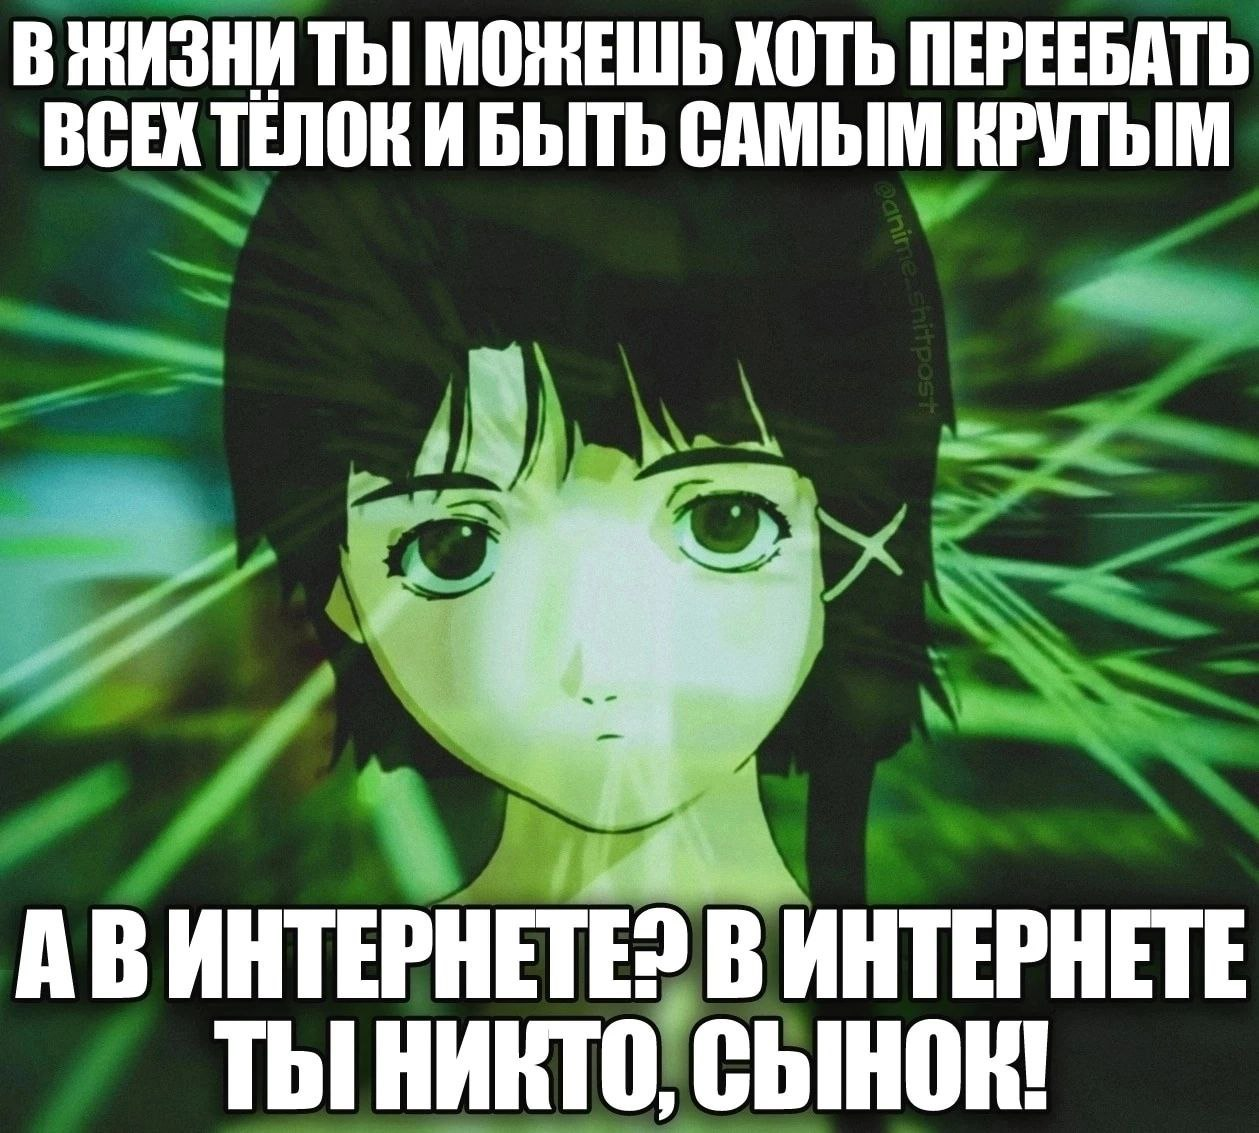 В ЖИЗНИ ТЫ МОЖЕШЬ ХОТЬ ПЕРЕЕБАТЬ
ВСЕХ ТЁЛОК И БЫТЬ САМЫМ КРУТЫМ
@anime_shitpost
А В ИНТЕРНЕТЕ? В ИНТЕРНЕТЕ
ТЫ НИКТО, СЫНОК!